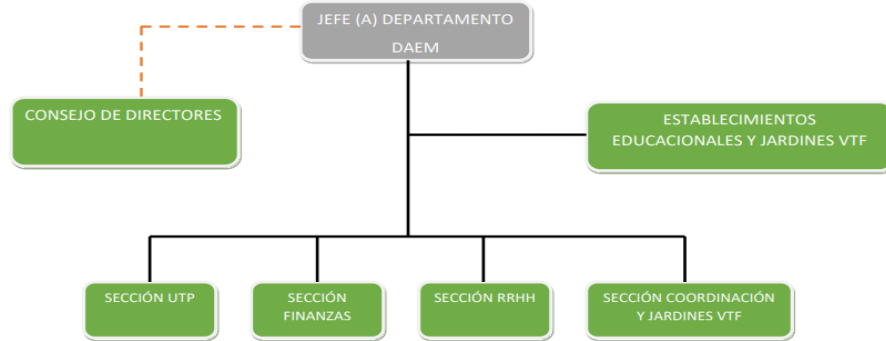 JEFE (A) DEPARTAMENTO
DAEM
CONSEJO DE DIRECTORES
ESTABLECIMIENTOS
EDUCACIONALES Y JARDINES VTF
SECCIÓN UTP
SECCIÓN
FINANZAS
SECCIÓN RRHH
SECCIÓN COORDINACIÓN
Y JARDINES VTF